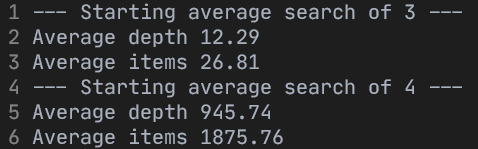 1 --- Starting average search of 3 ---
2 Average depth 12.29
3 Average items 26.81
4 --- Starting average search of 4 ---
5 Average depth 945.74
6 Average items 1875.76